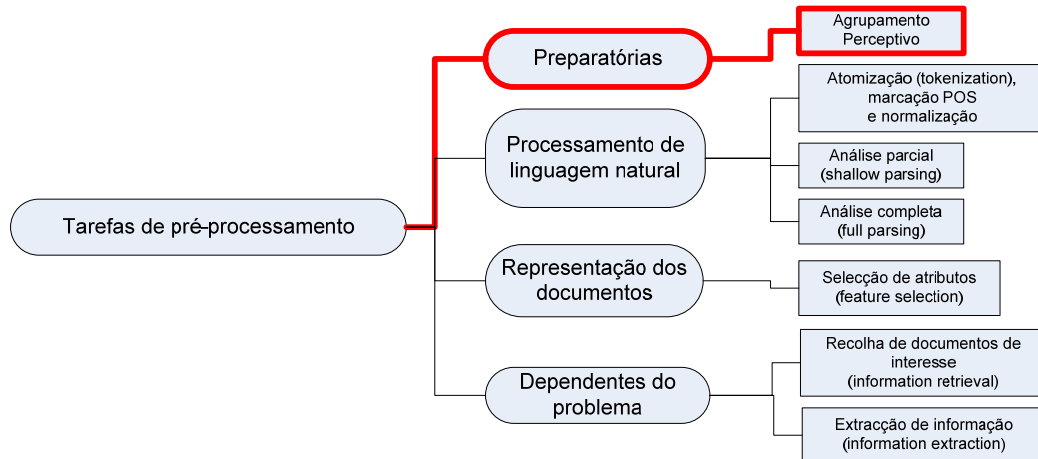 Tarefas de pré-processamento
Preparatórias
Agrupamento
Perceptivo
Processamento de
linguagem natural
Atomização (tokenization),
marcação POS
e normalização
Análise parcial
(shallow parsing)
Análise completa
(full parsing)
Representação dos
documentos
Selecção de atributos
(feature selection)
Dependentes do
problema
Recolha de documentos de
interesse
(information retrieval)
Extracção de informação
(information extraction)